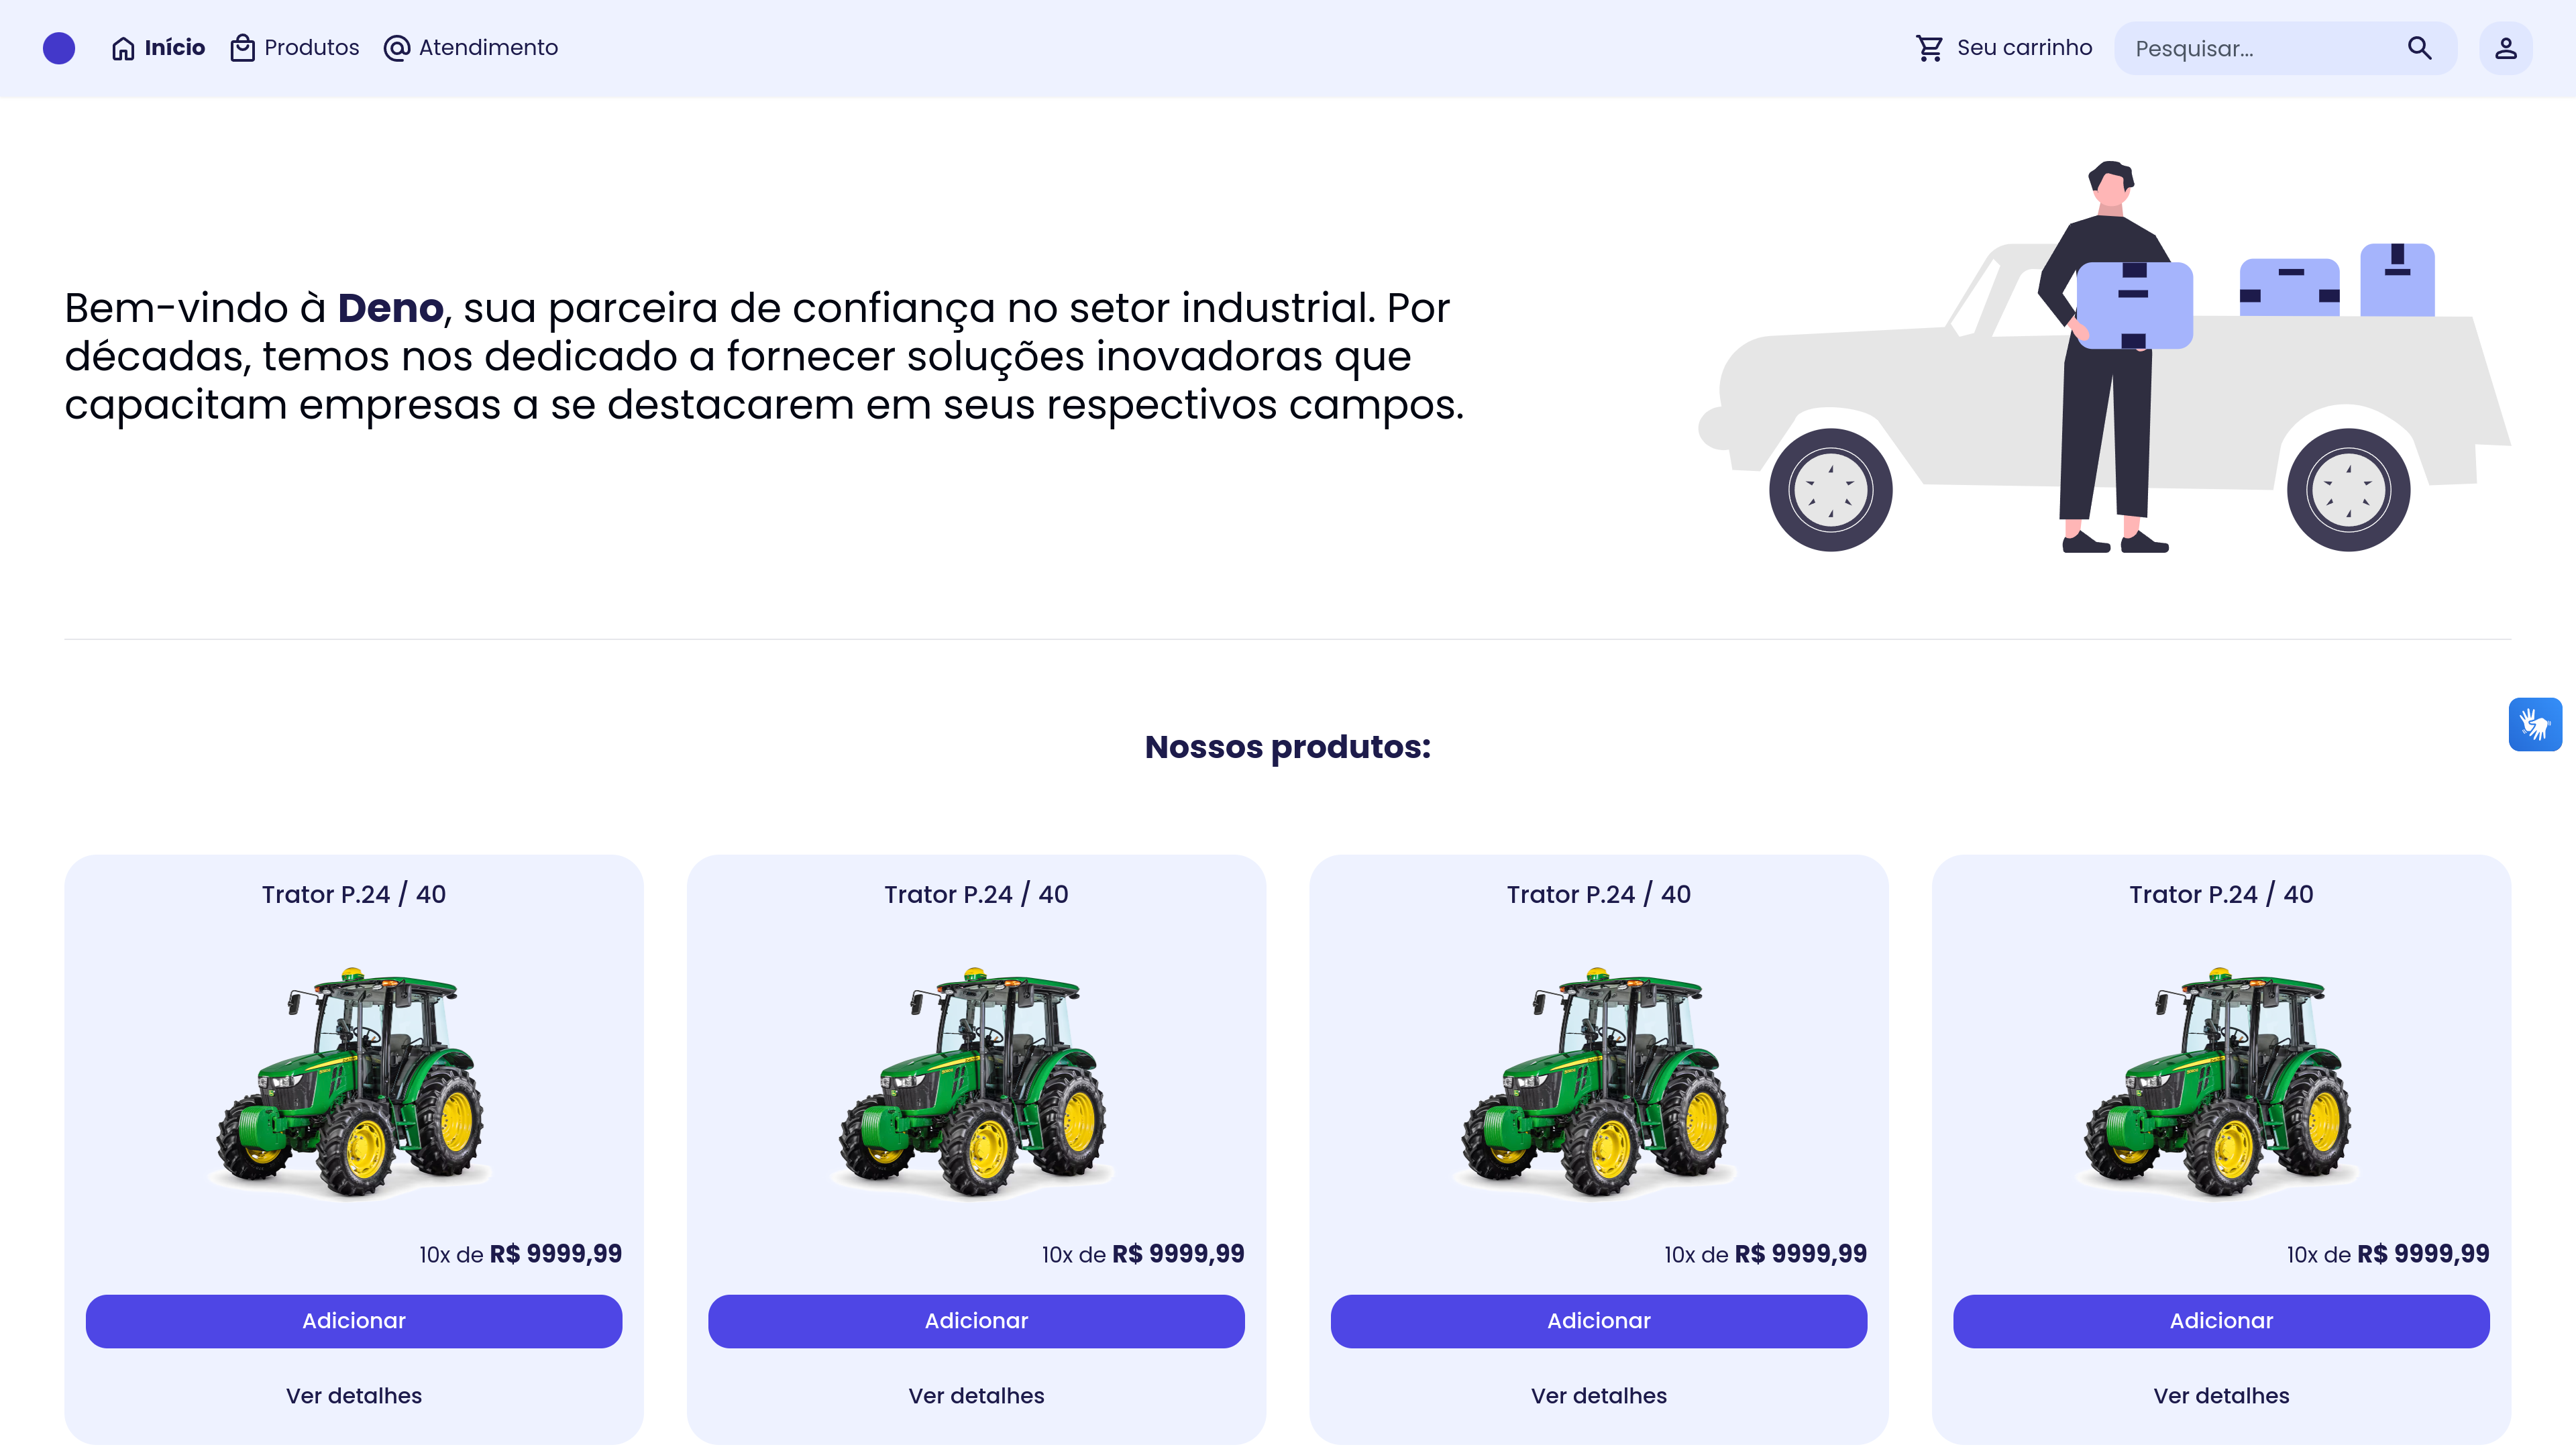 Início
Produtos
Atendimento
Seu carrinho
Pesquisar...
Bem-vindo à Deno, sua parceira de confiança no setor industrial. Por
décadas, temos nos dedicado a fornecer soluções inovadoras que
capacitam empresas a se destacarem em seus respectivos campos.
Nossos produtos:
Trator P.24 / 40
10x de R$ 9999,99
Adicionar
Ver detalhes
Trator P.24 / 40
10x de R$ 9999,99
Adicionar
Ver detalhes
Trator P.24 / 40
10x de R$ 9999,99
Adicionar
Ver detalhes
Trator P.24 / 40
10x de R$ 9999,99
Adicionar
Ver detalhes